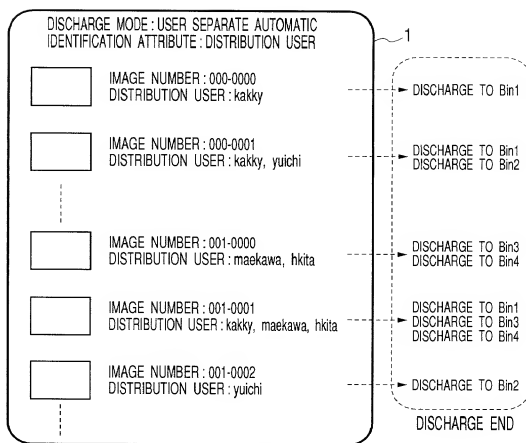 DISCHARGE MODE : USER SEPARATE AUTOMATIC
IDENTIFICATION ATTRIBUTE : DISTRIBUTION USER
1
IMAGE NUMBER : 000-0000
DISTRIBUTION USER : kakky
DISCHARGE TO Bin1
IMAGE NUMBER : 000-0001
DISTRIBUTION USER : kakky, yuichi
DISCHARGE TO Bin1
DISCHARGE TO Bin2
IMAGE NUMBER : 001-0000
DISTRIBUTION USER : maekawa, hkita
DISCHARGE TO Bin3
DISCHARGE TO Bin4
IMAGE NUMBER : 001-0001
DISTRIBUTION USER : kakky, maekawa, hkita
DISCHARGE TO Bin1
DISCHARGE TO Bin3
DISCHARGE TO Bin4
IMAGE NUMBER : 001-0002
DISTRIBUTION USER : yuichi
DISCHARGE TO Bin2
DISCHARGE END